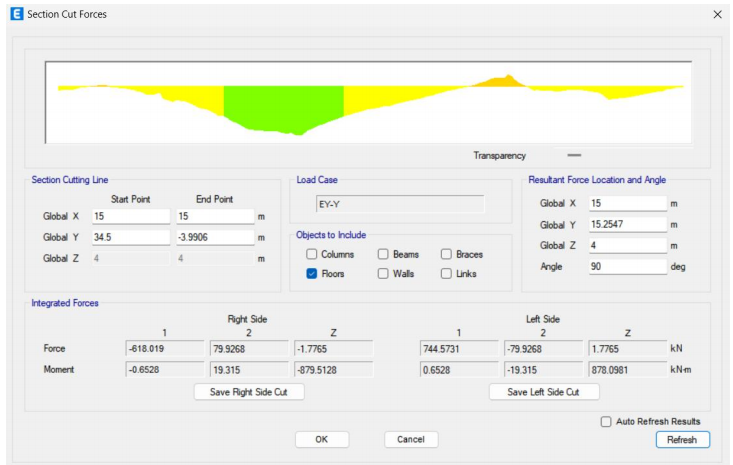 E Section Cut Forces
Transparency
Section Cutting Line
Start Point End Point
Global X 15 15 m
Global Y 34.5 -3.9906 m
Global Z 4 4 m
Load Case
EY-Y
Objects to Include
Columns Beams Braces
Floors Walls Links
Resultant Force Location and Angle
Global X 15 m
Global Y 15.2547 m
Global Z 4 m
Angle 90 deg
Integrated Forces
Right Side Left Side
1 2 Z 1 2 Z
Force -618.019 79.9268 -1.7765 744.5731 -79.9268 1.7765 kN
Moment -0.6528 19.315 -879.5128 0.6528 -19.315 878.0981 kN-m
Save Right Side Cut Save Left Side Cut
Auto Refresh Results
OK Cancel Refresh